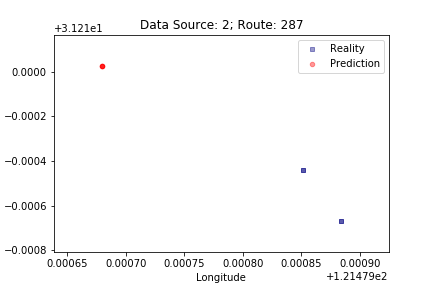 Data Source: 2; Route: 287
+3.121e1
Reality
Prediction
0.0000
−0.0002
−0.0004
−0.0006
−0.0008
0.00065 0.00070 0.00075 0.00080 0.00085 0.00090
Longitude
+1.21479e2